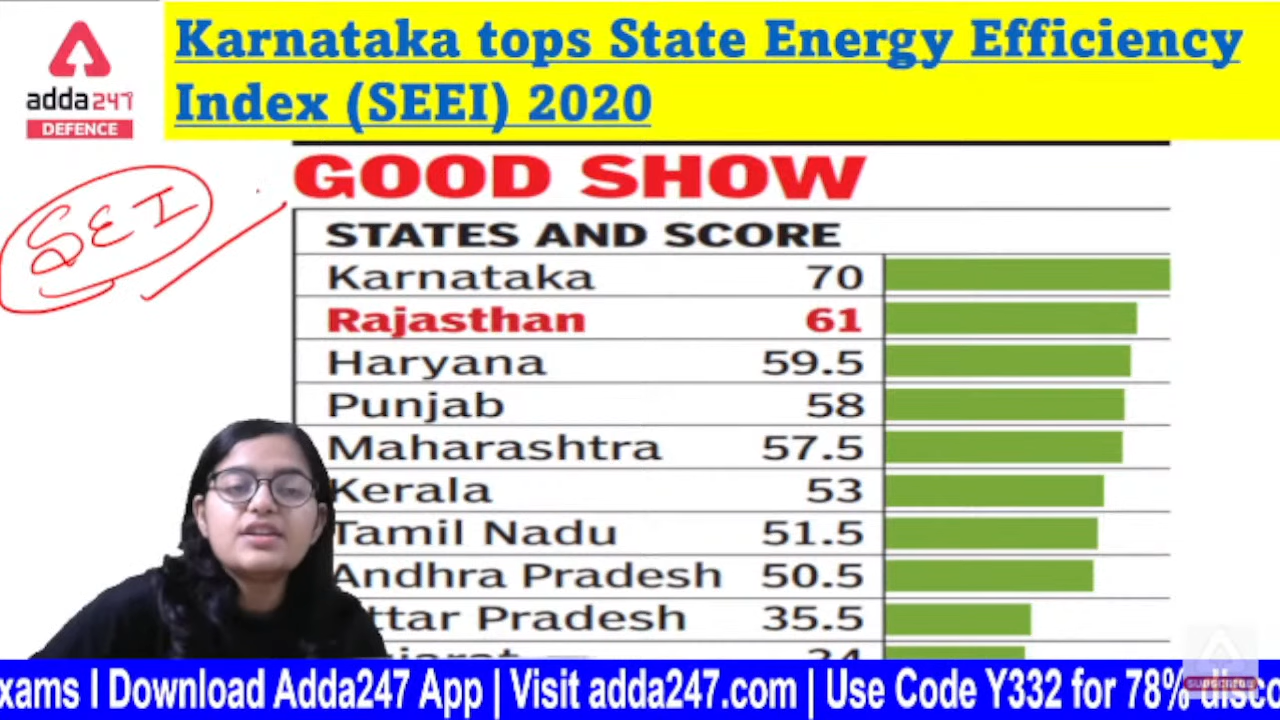 Karnataka tops State Energy Efficiency
Index (SEEI) 2020
adda247
DEFENCE
SEI
GOOD SHOW
STATES AND SCORE
Karnataka 70
Rajasthan 61
Haryana 59.5
Punjab 58
Maharashtra 57.5
Kerala 53
Tamil Nadu 51.5
Andhra Pradesh 50.5
ttar Pradesh 35.5
SUBSCRIBE
xams I Download Adda247 App | Visit adda247.com | Use Code Y332 for 78% disco